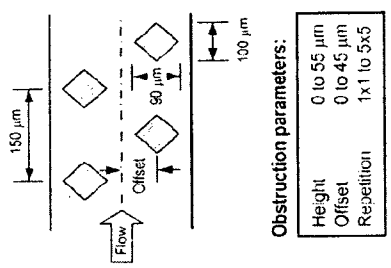 150 µm
100 µm
90 µm
Offset
Flow
Obstruction parameters:
Height 0 to 55 µm
Offset 0 to 45 µm
Repetition 1x1 to 5x5